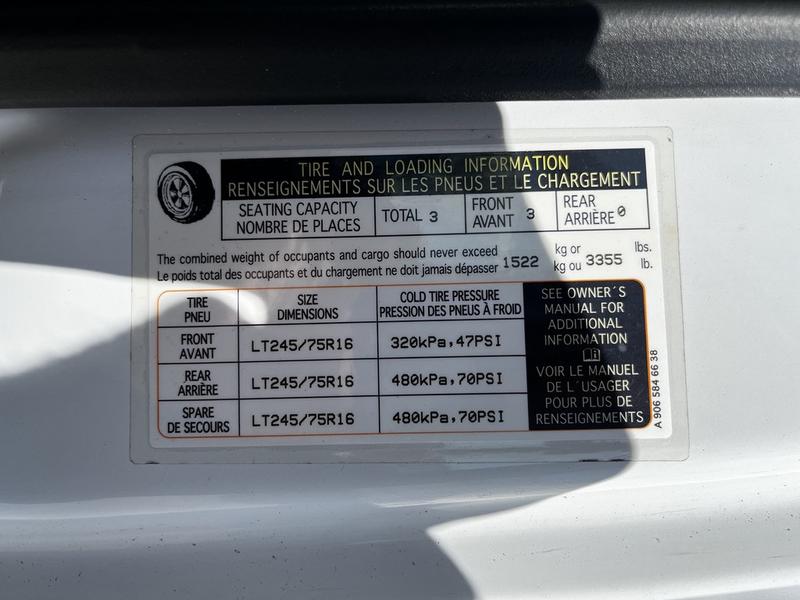 TIRE AND LOADING INFORMATION
RENSEIGNEMENTS SUR LES PNEUS ET LE CHARGEMENT
SEATING CAPACITY
NOMBRE DE PLACES
TOTAL 3
FRONT
AVANT 3
REAR
ARRIÈRE 0
The combined weight of occupants and cargo should never exceed
Le poids total des occupants et du chargement ne doit jamais dépasser
1522
kg or
kg ou
3355
lbs.
lb.
TIRE
PNEU
SIZE
DIMENSIONS
COLD TIRE PRESSURE
PRESSION DES PNEUS À FROID
FRONT
AVANT
LT245/75R16
320kPa,47PSI
REAR
ARRIÈRE
LT245/75R16
480kPa,70PSI
SPARE
DE SECOURS
LT245/75R16
480kPa,70PSI
SEE OWNER´S
MANUAL FOR
ADDITIONAL
INFORMATION
VOIR LE MANUEL
DE L´USAGER
POUR PLUS DE
RENSEIGNEMENTS
A 906 584 66 38